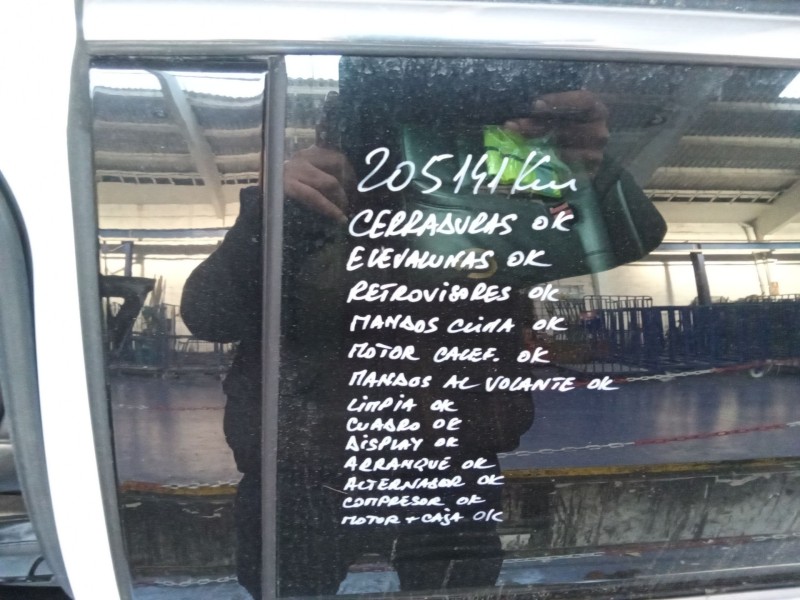 205141 Km
CERRADURAS OK
ELEVALUNAS OK
RETROVISORES OK
MANDOS CLIMA OK
MOTOR CALEF. OK
MANDOS AL VOLANTE OK
LIMPIA OK
CUADRO OK
DISPLAY OK
ARRANQUE OK
ALTERNADOR OK
COMPRESOR OK
MOTOR + CAJA OK